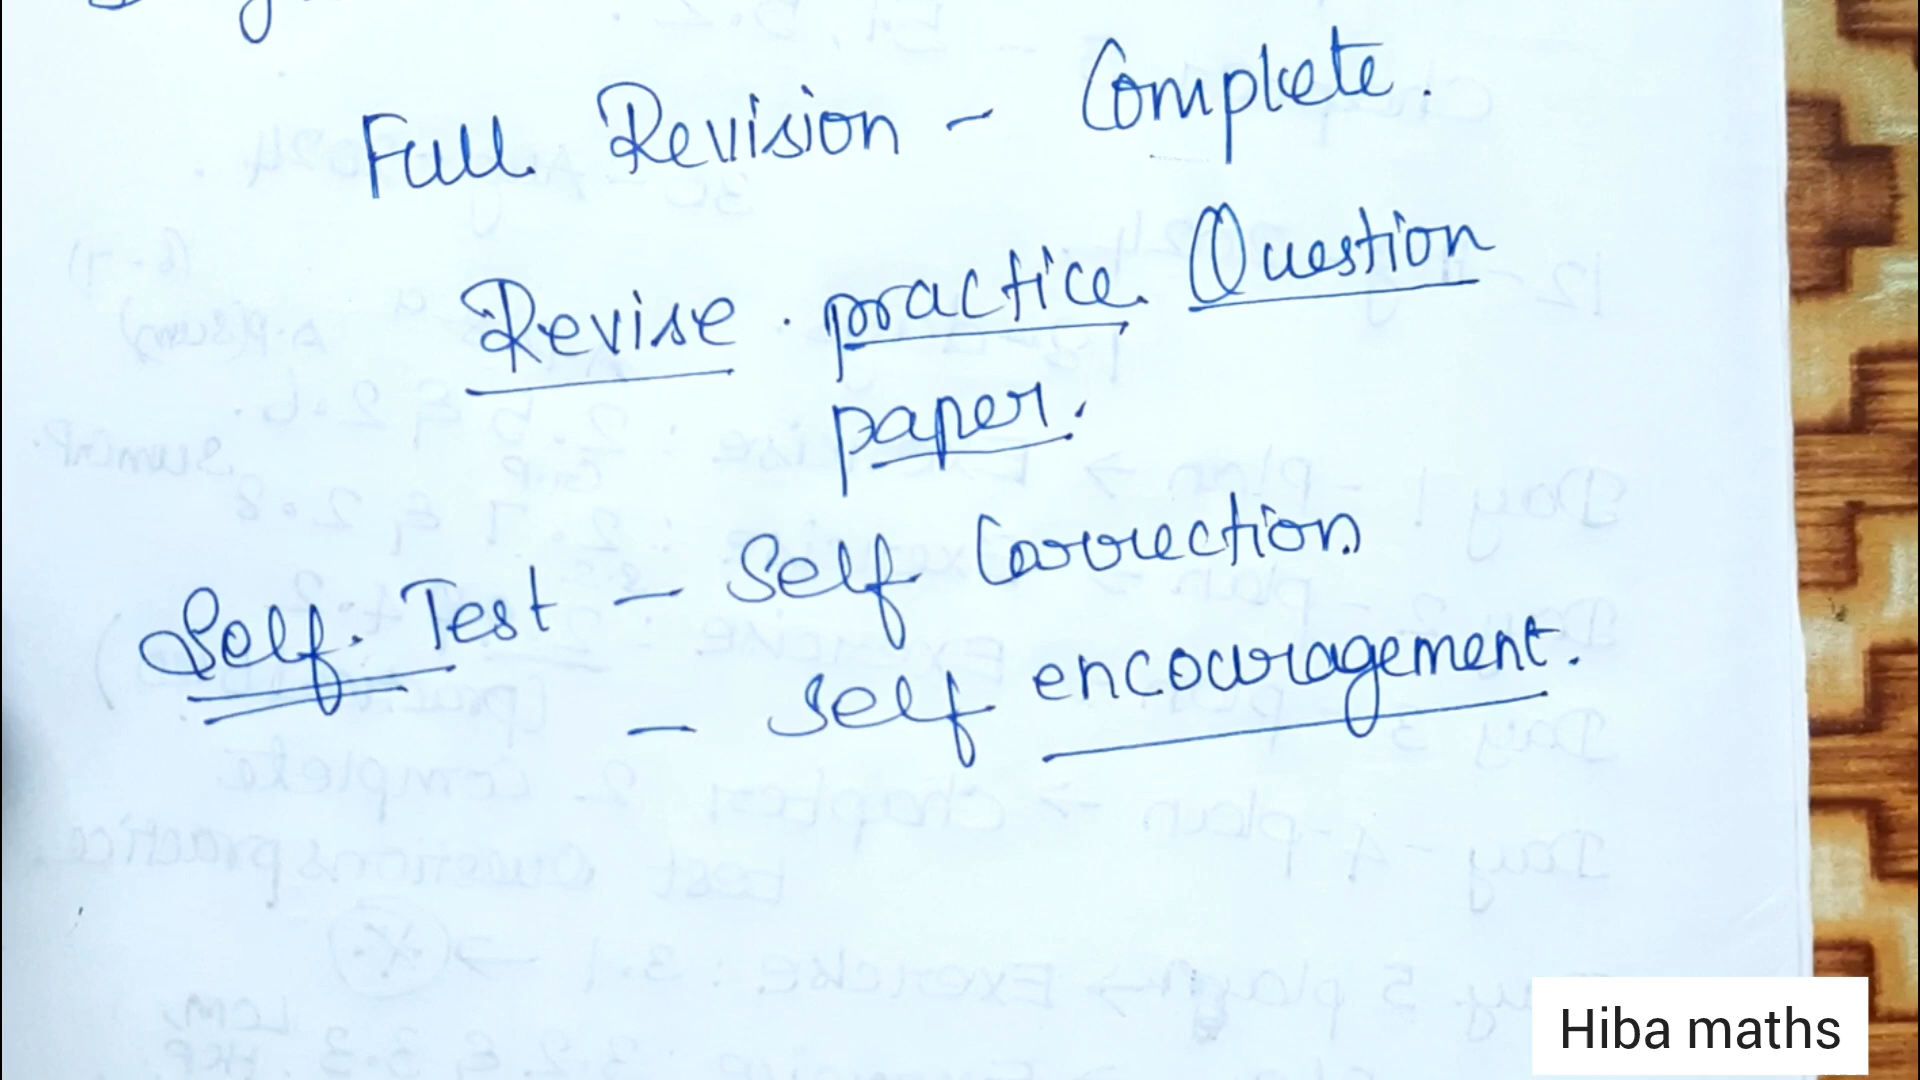 Full Revision - Complete.
Revise . practice Question
paper.
Self. Test - Self Correction
- Self encouragement.
Hiba maths